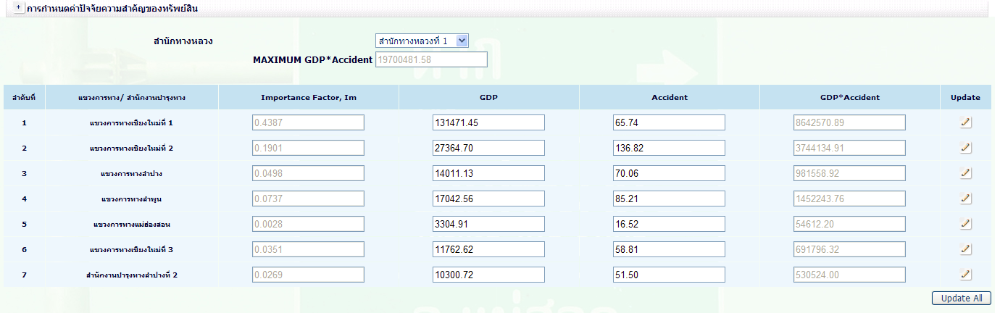 + การกำหนดค่าปัจจัยความสำคัญของทรัพย์สิน
สำนักทางหลวง สำนักทางหลวงที่ 1
MAXIMUM GDP*Accident 19700481.58
ลำดับที่ แขวงการทาง/ สำนักงานบำรุงทาง Importance Factor, Im GDP Accident GDP*Accident Update
1 แขวงการทางเชียงใหม่ที่ 1 0.4387 131471.45 65.74 8642570.89
2 แขวงการทางเชียงใหม่ที่ 2 0.1901 27364.70 136.82 3744134.91
3 แขวงการทางลำปาง 0.0498 14011.13 70.06 981558.92
4 แขวงการทางลำพูน 0.0737 17042.56 85.21 1452243.76
5 แขวงการทางแม่ฮ่องสอน 0.0028 3304.91 16.52 54612.20
6 แขวงการทางเชียงใหม่ที่ 3 0.0351 11762.62 58.81 691796.32
7 สำนักงานบำรุงทางลำปางที่ 2 0.0269 10300.72 51.50 530524.00
Update All